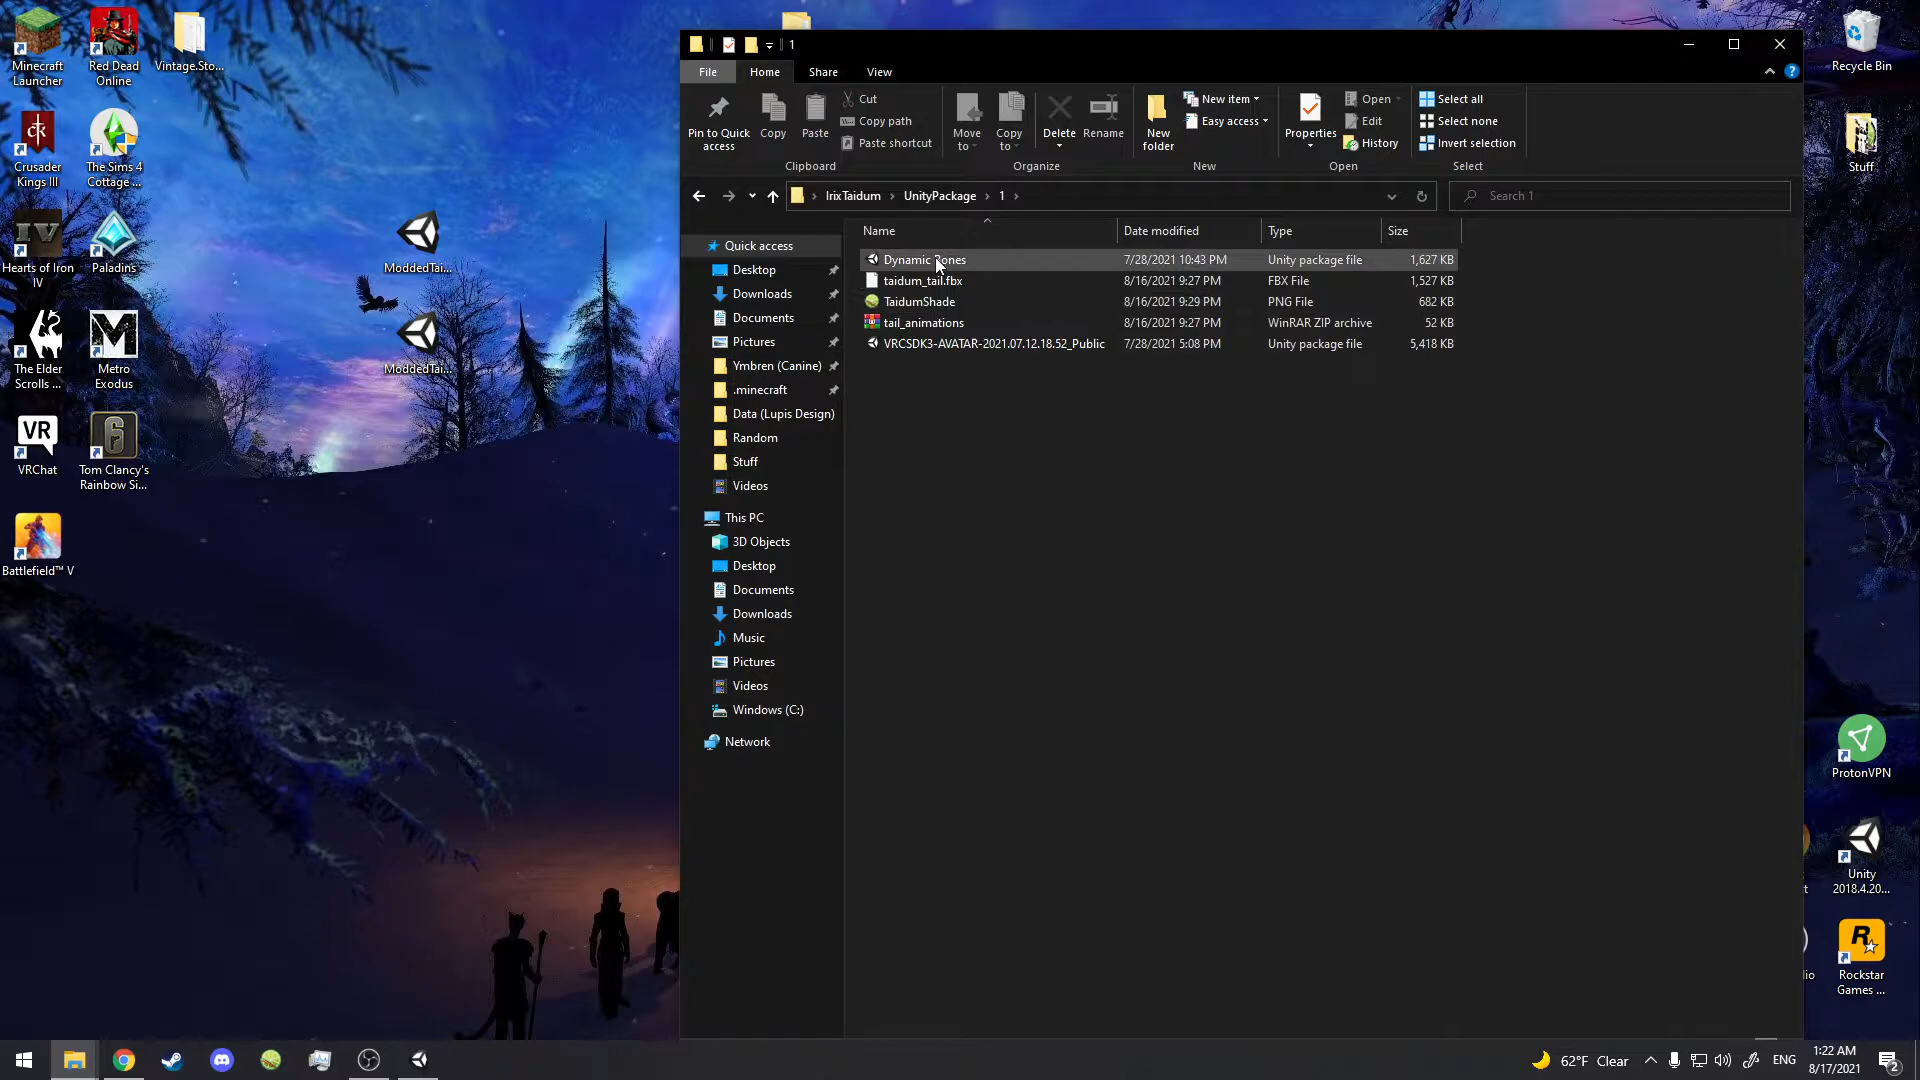 Minecraft
Launcher
Red Dead
Online
Vintage.Sto...
Crusader
Kings III
The Sims 4
Cottage ...
Hearts of Iron
IV
Paladins
The Elder
Scrolls ...
Metro
Exodus
VR
VRChat
Tom Clancy's
Rainbow Si...
Battlefield™ V
ModdedTai...
ModdedTai...
1
File
Home
Share
View
Pin to Quick
access
Copy
Paste
Cut
Copy path
Paste shortcut
Clipboard
Move
to
Copy
to
Delete
Rename
Organize
New
folder
New item
Easy access
New
Properties
Open
Edit
History
Open
Select all
Select none
Invert selection
Select
IrixTaidum
UnityPackage
1
Search 1
Quick access
Desktop
Downloads
Documents
Pictures
Ymbren (Canine)
.minecraft
Data (Lupis Design)
Random
Stuff
Videos
This PC
3D Objects
Desktop
Documents
Downloads
Music
Pictures
Videos
Windows (C:)
Network
Name Date modified Type Size
Dynamic Bones 7/28/2021 10:43 PM Unity package file 1,627 KB
taidum_tail.fbx 8/16/2021 9:27 PM FBX File 1,527 KB
TaidumShade 8/16/2021 9:29 PM PNG File 682 KB
tail_animations 8/16/2021 9:27 PM WinRAR ZIP archive 52 KB
VRCSDK3-AVATAR-2021.07.12.18.52_Public 7/28/2021 5:08 PM Unity package file 5,418 KB
Recycle Bin
Stuff
ProtonVPN
Unity
2018.4.20...
Rockstar
Games ...
62°F Clear
ENG
1:22 AM
8/17/2021
2